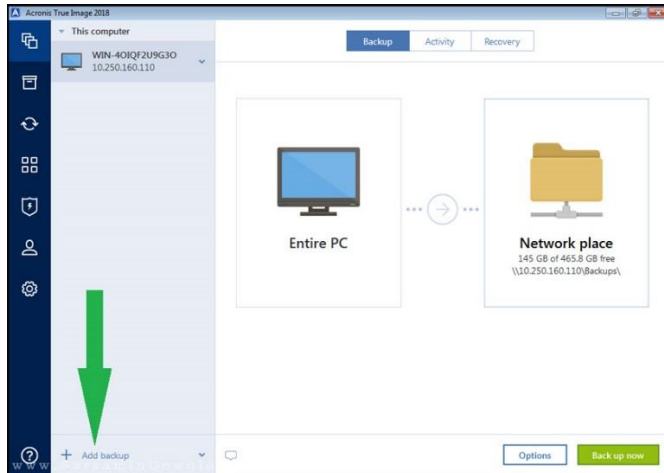 Acronis True Image 2018
This computer
WIN-4OIQF2U9G3O
10.250.160.110
Backup
Activity
Recovery
Entire PC
Network place
145 GB of 465.8 GB free
\\10.250.160.110\Backups\
Add backup
Options
Back up now